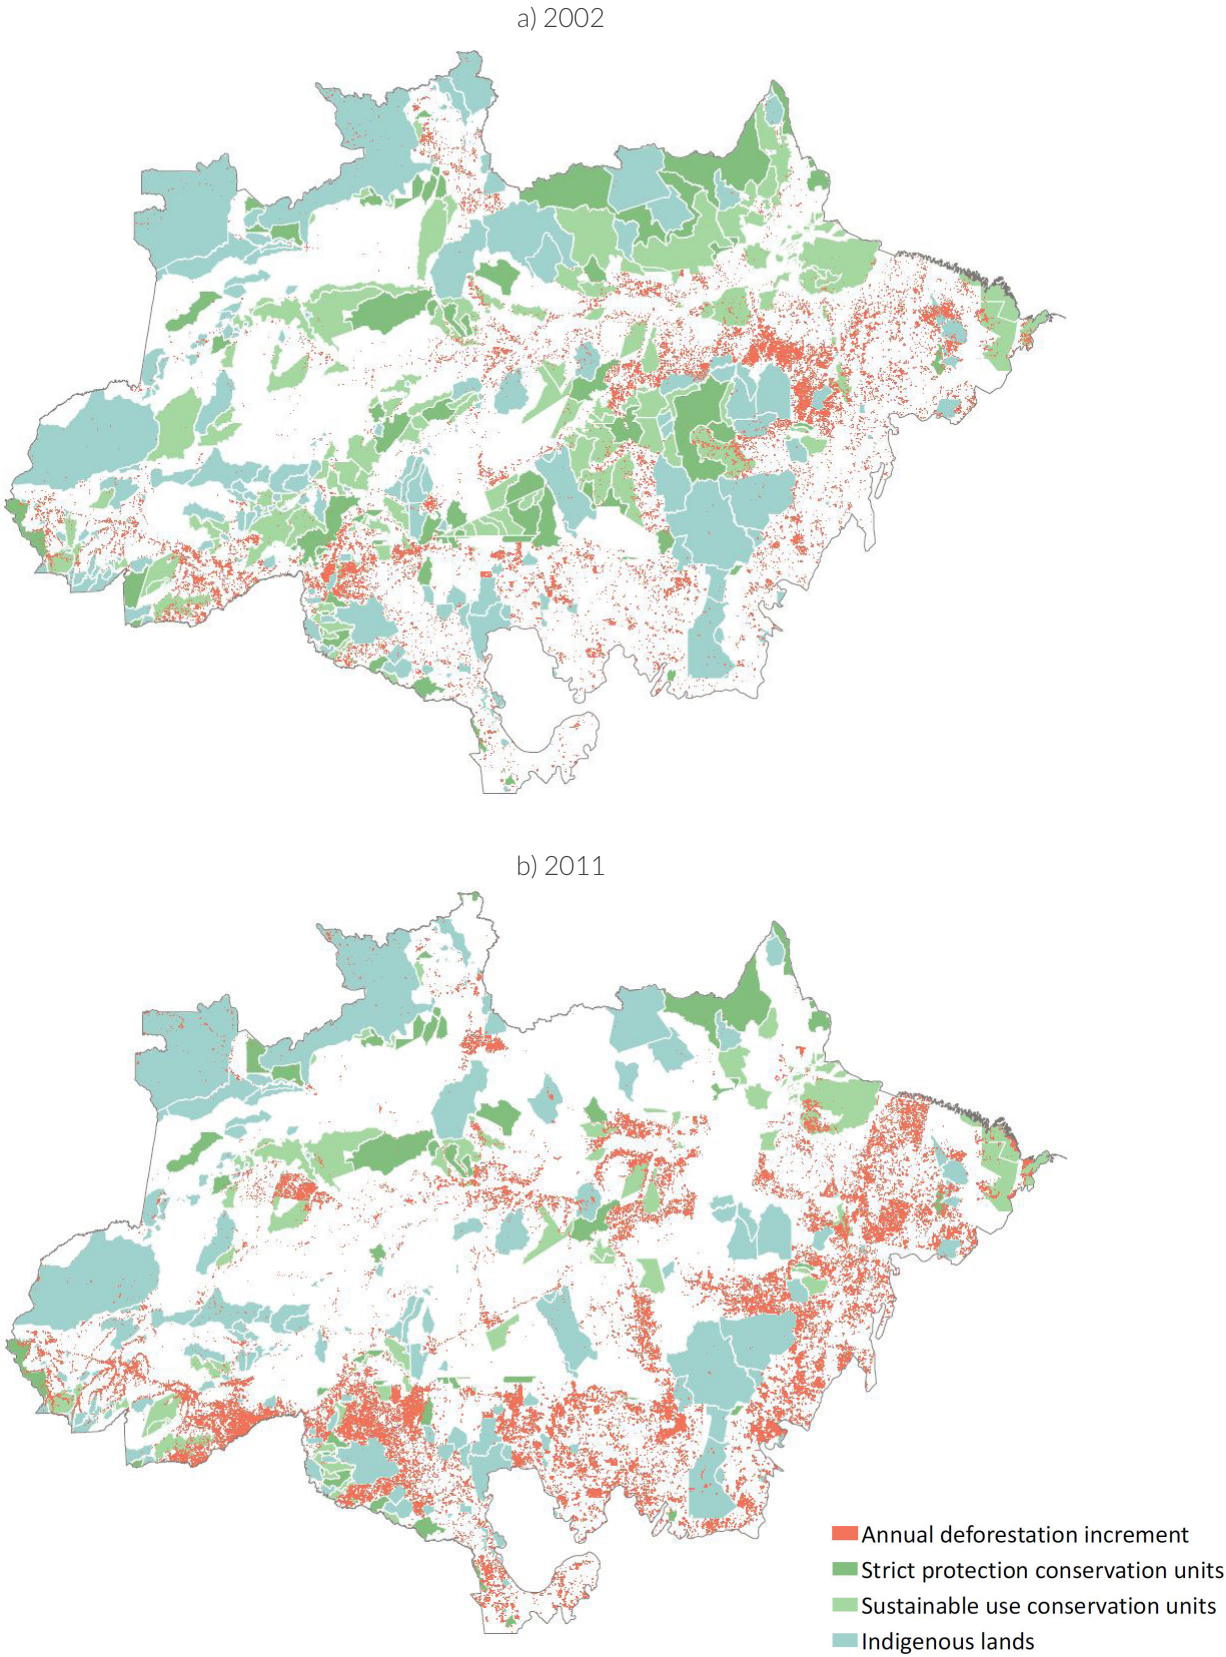 a) 2002
b) 2011
Annual deforestation increment
Strict protection conservation units
Sustainable use conservation units
Indigenous lands